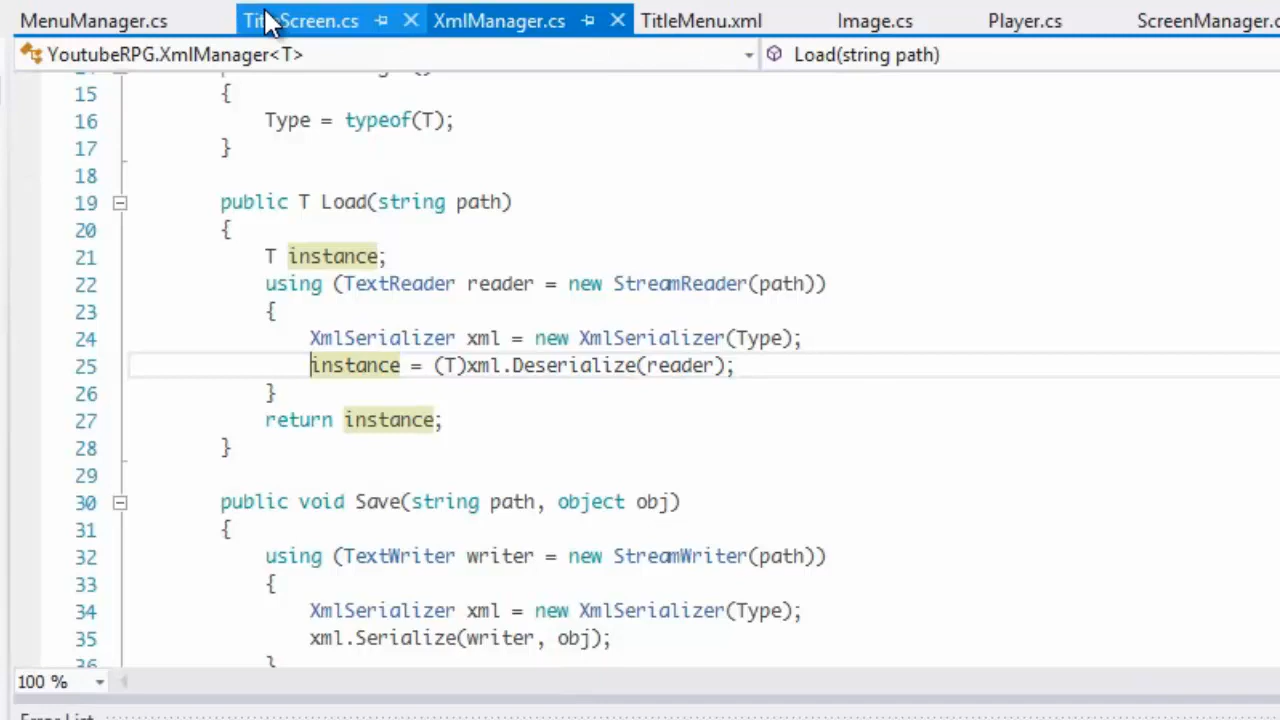 MenuManager.cs TitleScreen.cs XmlManager.cs TitleMenu.xml Image.cs Player.cs ScreenManager.c
YoutubeRPG.XmlManager<T> Load(string path)
15 {
16 Type = typeof(T);
17 }
18
19 public T Load(string path)
20 {
21 T instance;
22 using (TextReader reader = new StreamReader(path))
23 {
24 XmlSerializer xml = new XmlSerializer(Type);
25 instance = (T)xml.Deserialize(reader);
26 }
27 return instance;
28 }
29
30 public void Save(string path, object obj)
31 {
32 using (TextWriter writer = new StreamWriter(path))
33 {
34 XmlSerializer xml = new XmlSerializer(Type);
35 xml.Serialize(writer, obj);
36 }
100 %
Error List